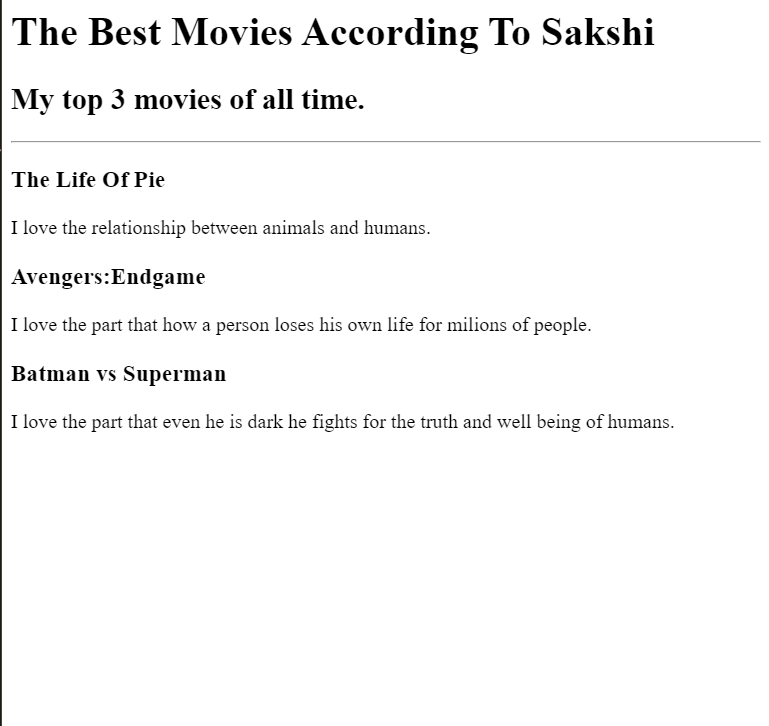 The Best Movies According To Sakshi
My top 3 movies of all time.
The Life Of Pie
I love the relationship between animals and humans.
Avengers:Endgame
I love the part that how a person loses his own life for milions of people.
Batman vs Superman
I love the part that even he is dark he fights for the truth and well being of humans.